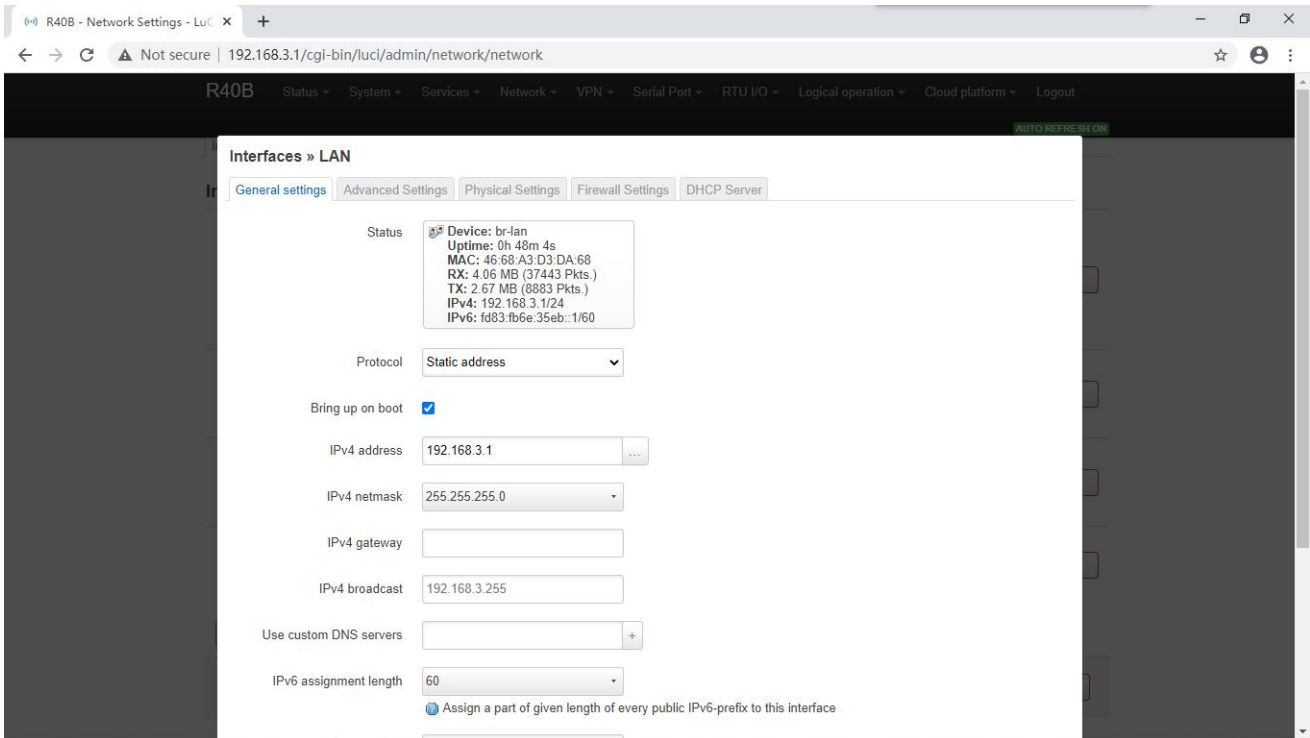 R40B - Network Settings - LuC
Not secure | 192.168.3.1/cgi-bin/luci/admin/network/network
R40B Status System Services Network VPN Serial Port RTU I/O Logical operation Cloud platform Logout
AUTO REFRESH ON
Interfaces » LAN
General settings Advanced Settings Physical Settings Firewall Settings DHCP Server
Status
Device: br-lan
Uptime: 0h 48m 4s
MAC: 46:68:A3:D3:DA:68
RX: 4.06 MB (37443 Pkts.)
TX: 2.67 MB (8883 Pkts.)
IPv4: 192.168.3.1/24
IPv6: fd83:fb6e:35eb::1/60
Protocol Static address
Bring up on boot
IPv4 address 192.168.3.1 ...
IPv4 netmask 255.255.255.0
IPv4 gateway
IPv4 broadcast 192.168.3.255
Use custom DNS servers +
IPv6 assignment length 60
Assign a part of given length of every public IPv6-prefix to this interface